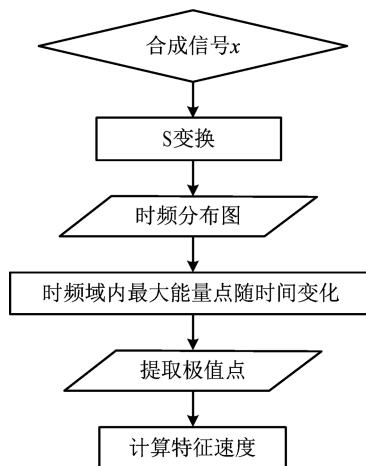 合成信号x
S变换
时频分布图
时频域内最大能量点随时间变化
提取极值点
计算特征速度